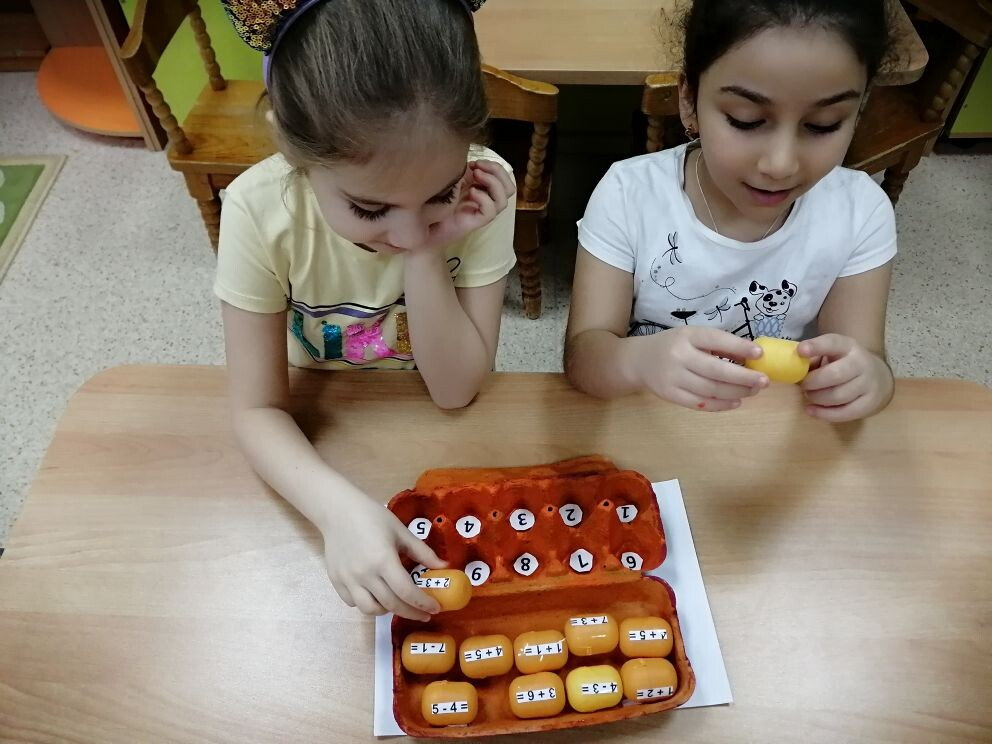 1 2 3 4 5
6 7 8 9
2 + 3 =
7 + 3 =
7 - 1 =
4 + 5 =
1 + 1 =
4 + 5 =
5 - 4 =
3 + 6 =
4 - 3 =
1 + 2 =